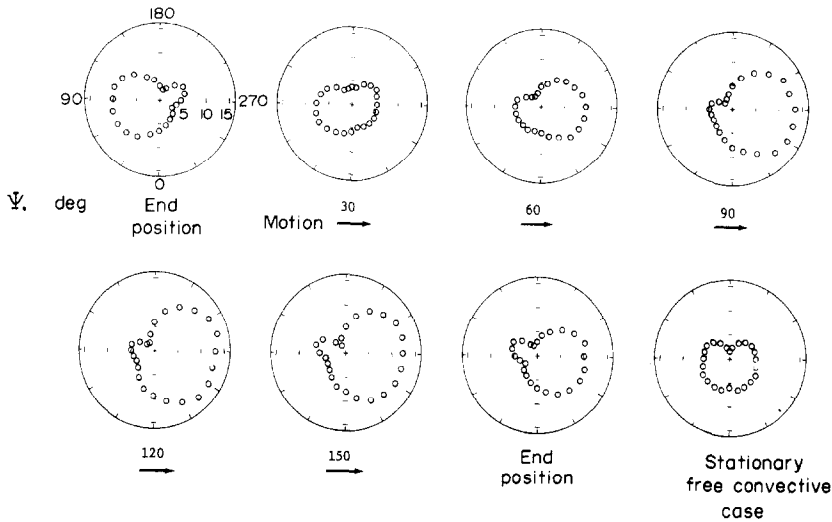 180
90
5 10 15
270
0
Ψ, deg
End
position
Motion
30
60
90
120
150
End
position
Stationary
free convective
case